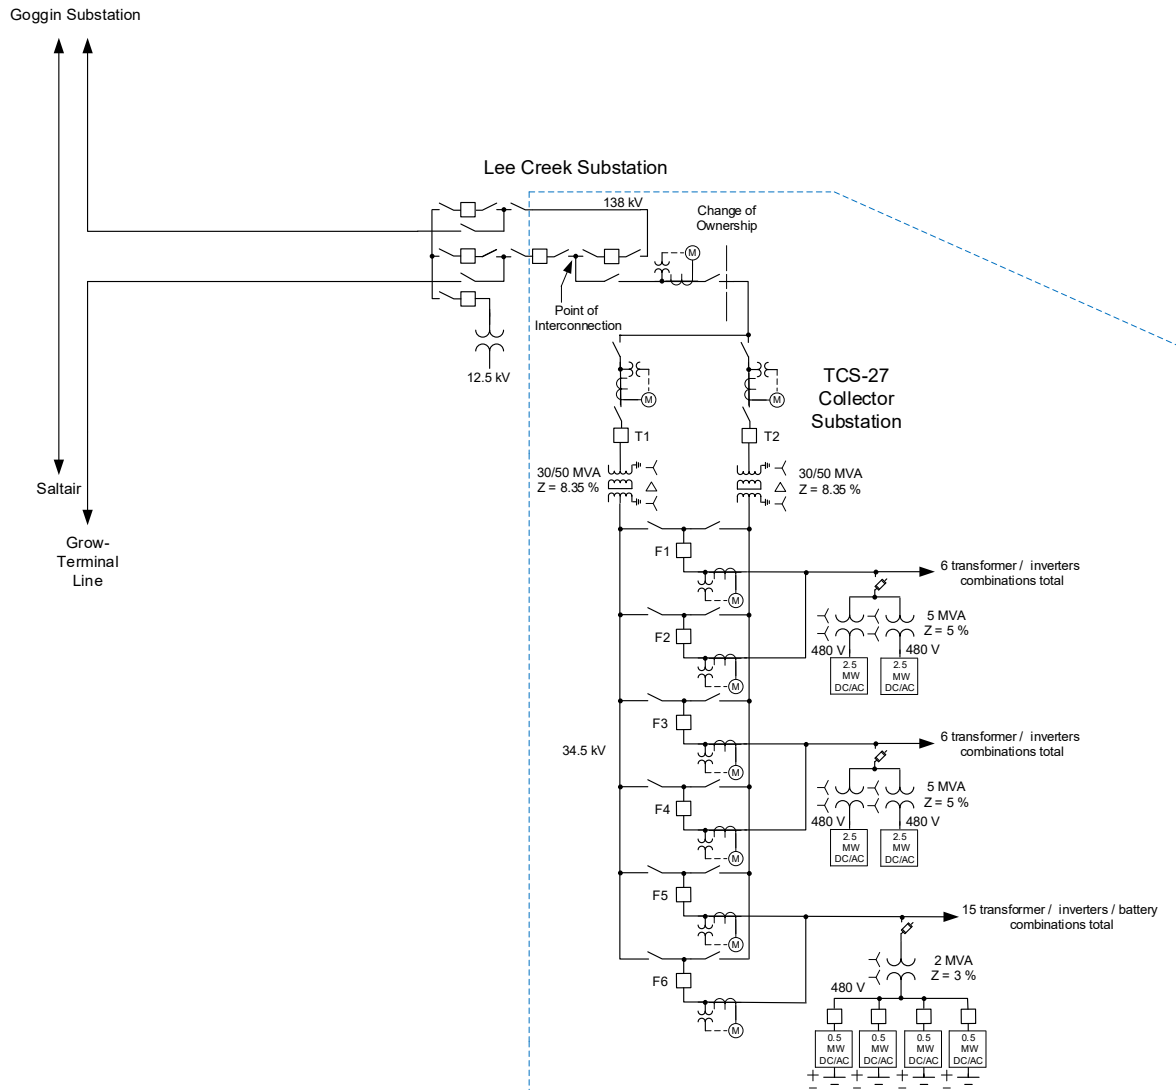 Goggin Substation
Lee Creek Substation
138 kV
Change of
Ownership
M
Point of
Interconnection
12.5 kV
TCS-27
Collector
Substation
M
M
T1
T2
30/50 MVA
Z = 8.35 %
30/50 MVA
Z = 8.35 %
Saltair
Grow-
Terminal
Line
F1
M
6 transformer / inverters
combinations total
5 MVA
Z = 5 %
480 V
480 V
2.5
MW
DC/AC
2.5
MW
DC/AC
F2
M
F3
M
34.5 kV
6 transformer / inverters
combinations total
5 MVA
Z = 5 %
480 V
480 V
2.5
MW
DC/AC
2.5
MW
DC/AC
F4
M
F5
M
15 transformer / inverters / battery
combinations total
2 MVA
Z = 3 %
480 V
F6
M
0.5
MW
DC/AC
0.5
MW
DC/AC
0.5
MW
DC/AC
0.5
MW
DC/AC